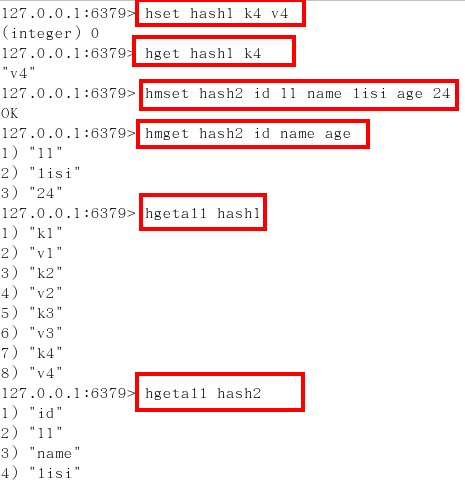 127.0.0.1:6379> hset hash1 k4 v4
(integer) 0
127.0.0.1:6379> hget hash1 k4
"v4"
127.0.0.1:6379> hmset hash2 id 11 name lisi age 24
OK
127.0.0.1:6379> hmget hash2 id name age
1) "11"
2) "lisi"
3) "24"
127.0.0.1:6379> hgetall hash1
1) "k1"
2) "v1"
3) "k2"
4) "v2"
5) "k3"
6) "v3"
7) "k4"
8) "v4"
127.0.0.1:6379> hgetall hash2
1) "id"
2) "11"
3) "name"
4) "lisi"